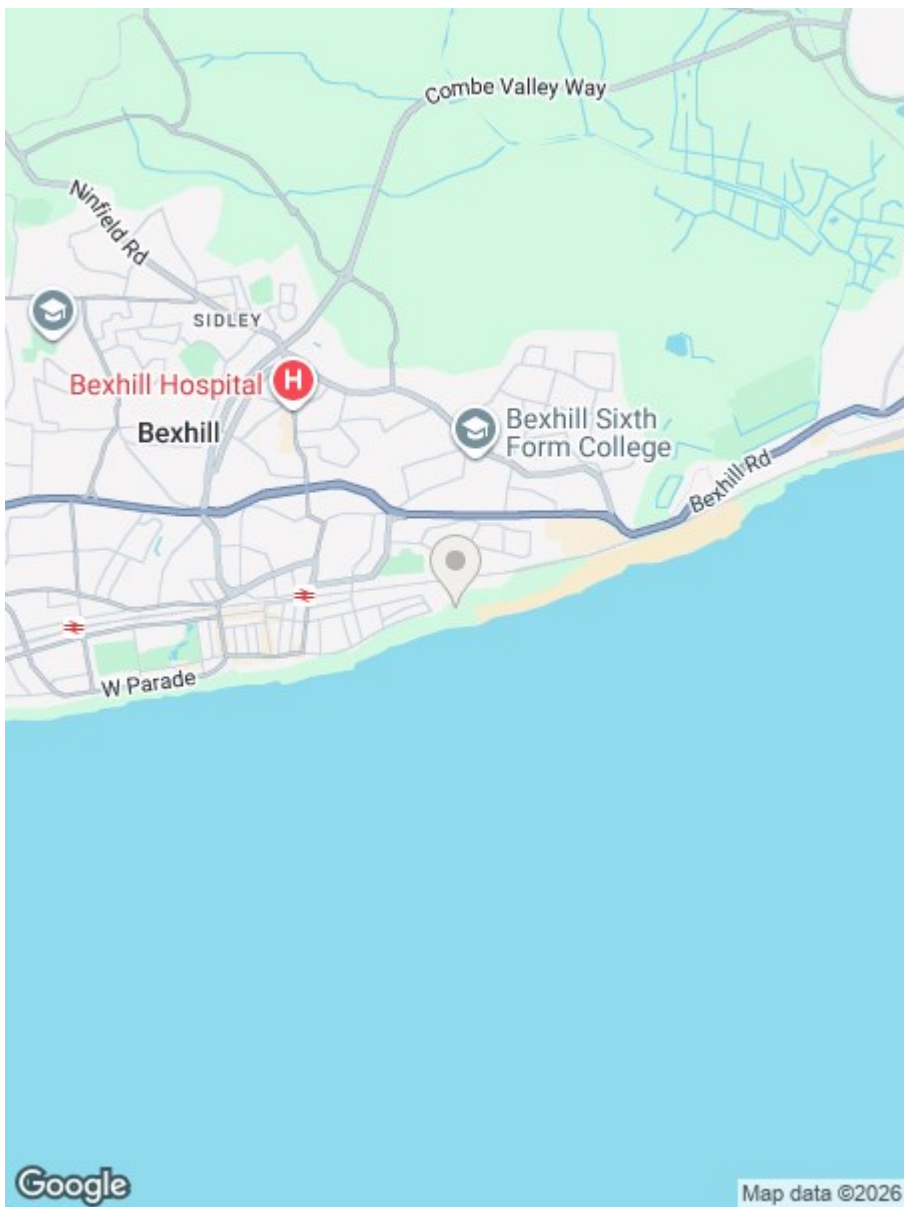 Combe Valley Way
Ninfield Rd
SIDLEY
Bexhill Hospital
H
Bexhill
Bexhill Sixth
Form College
Bexhill Rd
W Parade
Google
Map data ©2026